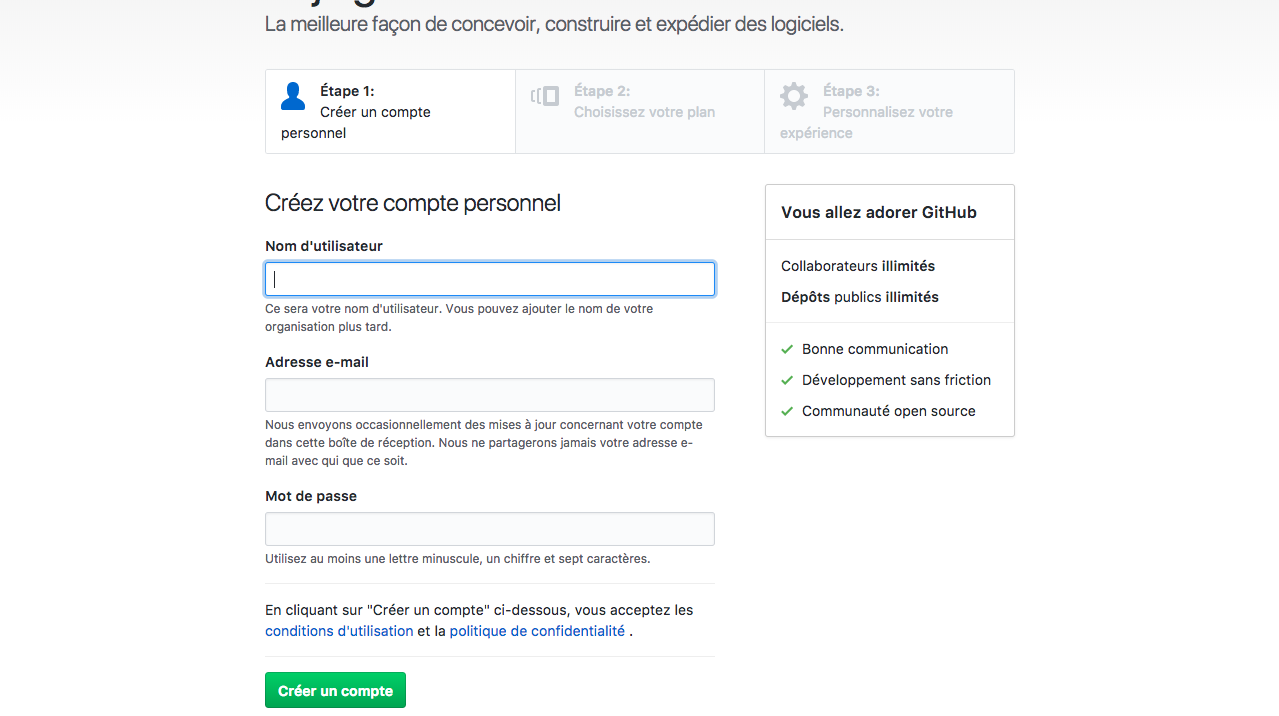 La meilleure façon de concevoir, construire et expédier des logiciels.
Étape 1:
Créer un compte
personnel
Étape 2:
Choisissez votre plan
Étape 3:
Personnalisez votre
expérience
Créez votre compte personnel
Nom d'utilisateur
Ce sera votre nom d'utilisateur. Vous pouvez ajouter le nom de votre
organisation plus tard.
Adresse e-mail
Nous envoyons occasionnellement des mises à jour concernant votre compte
dans cette boîte de réception. Nous ne partagerons jamais votre adresse e-
mail avec qui que ce soit.
Mot de passe
Utilisez au moins une lettre minuscule, un chiffre et sept caractères.
En cliquant sur "Créer un compte" ci-dessous, vous acceptez les
conditions d'utilisation et la politique de confidentialité .
Créer un compte
Vous allez adorer GitHub
Collaborateurs illimités
Dépôts publics illimités
Bonne communication
Développement sans friction
Communauté open source